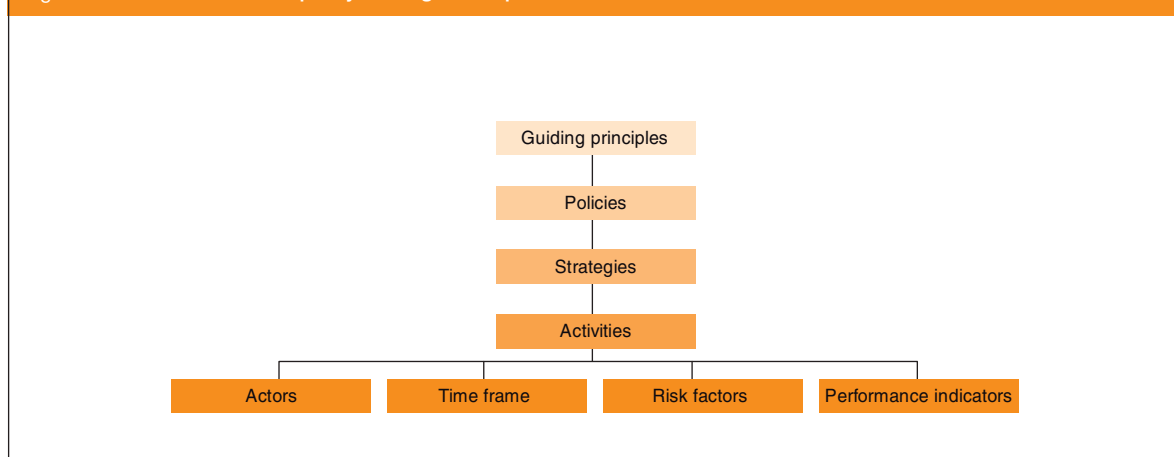 Guiding principles
Policies
Strategies
Activities
Actors
Time frame
Risk factors
Performance indicators